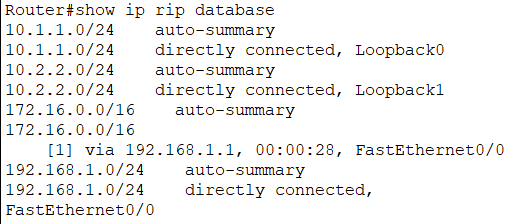 Router#show ip rip database
10.1.1.0/24    auto-summary
10.1.1.0/24    directly connected, Loopback0
10.2.2.0/24    auto-summary
10.2.2.0/24    directly connected, Loopback1
172.16.0.0/16    auto-summary
172.16.0.0/16
    [1] via 192.168.1.1, 00:00:28, FastEthernet0/0
192.168.1.0/24    auto-summary
192.168.1.0/24    directly connected,
FastEthernet0/0